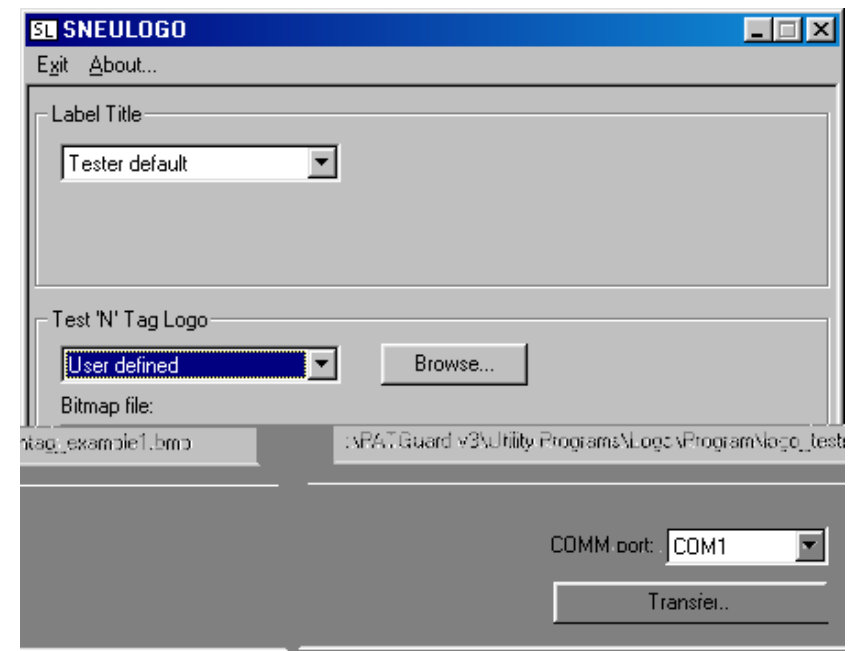 SL SNEULOGO
Exit About...
Label Title
Tester default
Test 'N' Tag Logo
User defined
Browse...
Bitmap file:
ntag_example1.bmp :\PATGuard v3\Utility Programs\Logo\Program\logo_test
COMM port: COM1
Transfer..